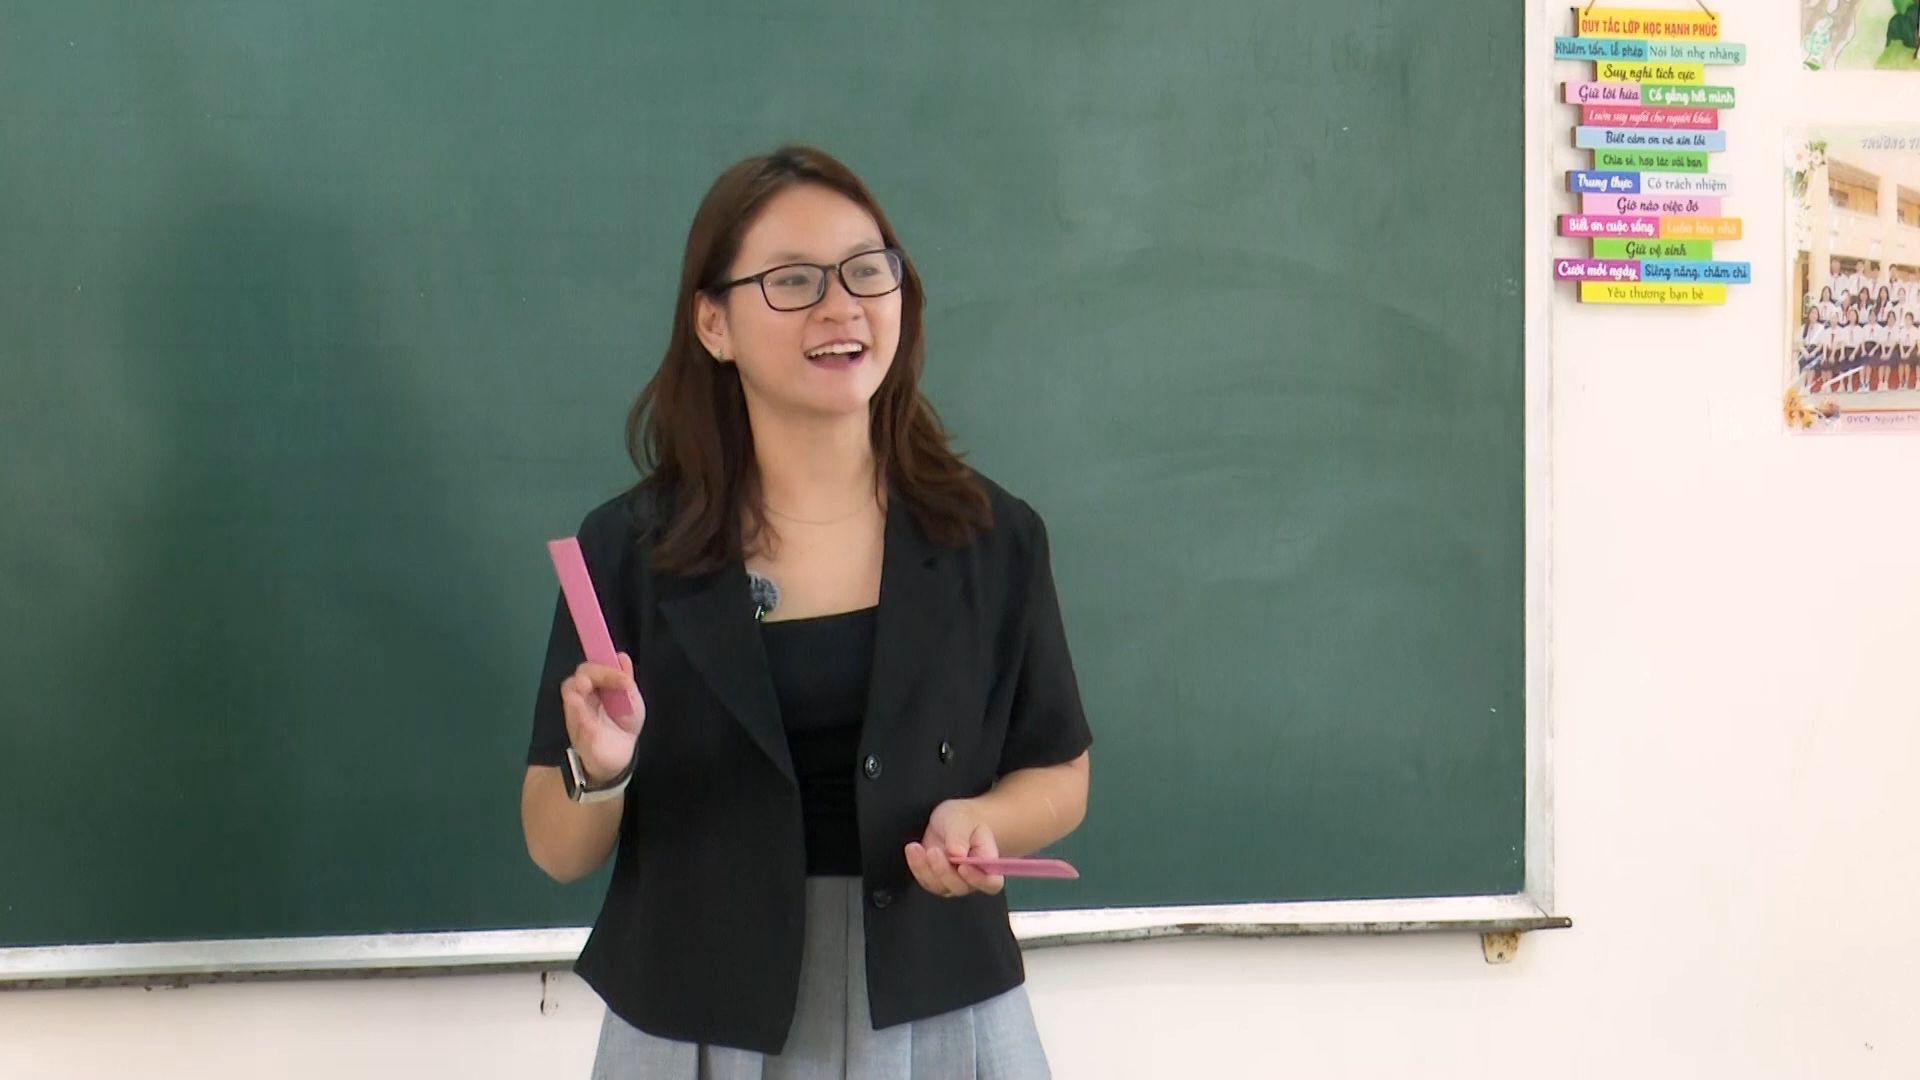 QUY TẮC LỚP HỌC HẠNH PHÚC
Khiêm tốn, lễ phép Nói lời nhẹ nhàng
Suy nghĩ tích cực
Giữ lời hứa Cố gắng hết mình
Luôn suy nghĩ cho người khác
Biết cảm ơn và xin lỗi
Chia sẻ, hợp tác với bạn
Trung thực Có trách nhiệm
Giờ nào việc đó
Biết ơn cuộc sống Luôn hòa nhã
Giữ vệ sinh
Cười mỗi ngày Siêng năng, chăm chỉ
Yêu thương bạn bè
TRƯỜNG
GVCN: Nguyễn